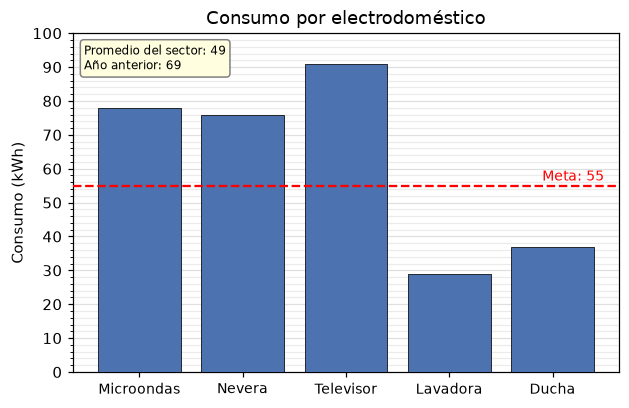 Consumo por electrodoméstico
Promedio del sector: 49
Año anterior: 69
Meta: 55
Consumo (kWh)
100
90
80
70
60
50
40
30
20
10
0
Microondas
Nevera
Televisor
Lavadora
Ducha